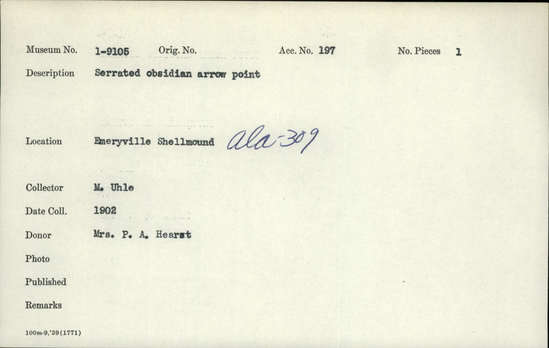 Museum No. 1-9105 Orig. No. Acc. No. 197 No. Pieces 1
Description Serrated obsidian arrow point
Location Emeryville Shellmound Ala-309
Collector M. Uhle
Date Coll. 1902
Donor Mrs. P. A. Hearst
Photo
Published
Remarks
100m-9,'39(1771)